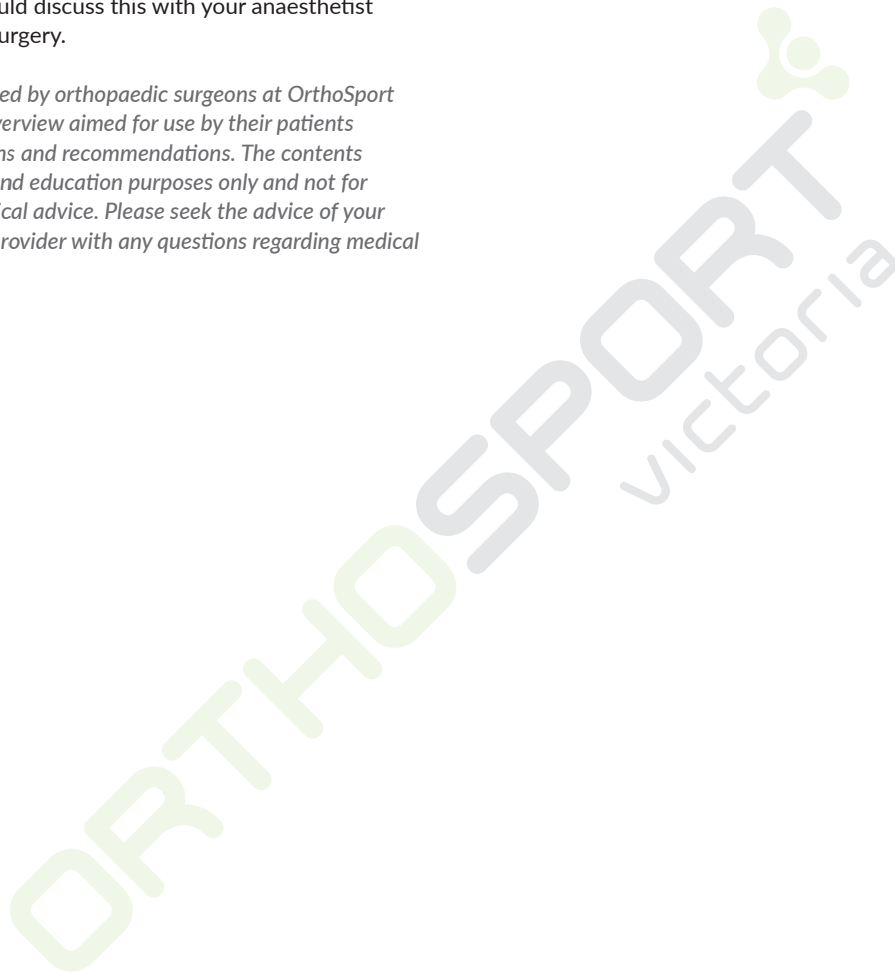 uld discuss this with your anaesthetist
urgery.
ed by orthopaedic surgeons at OrthoSport
verview aimed for use by their patients
ns and recommendations. The contents
nd education purposes only and not for
ical advice. Please seek the advice of your
rovider with any questions regarding medical
ORTHOSPORT
victoria